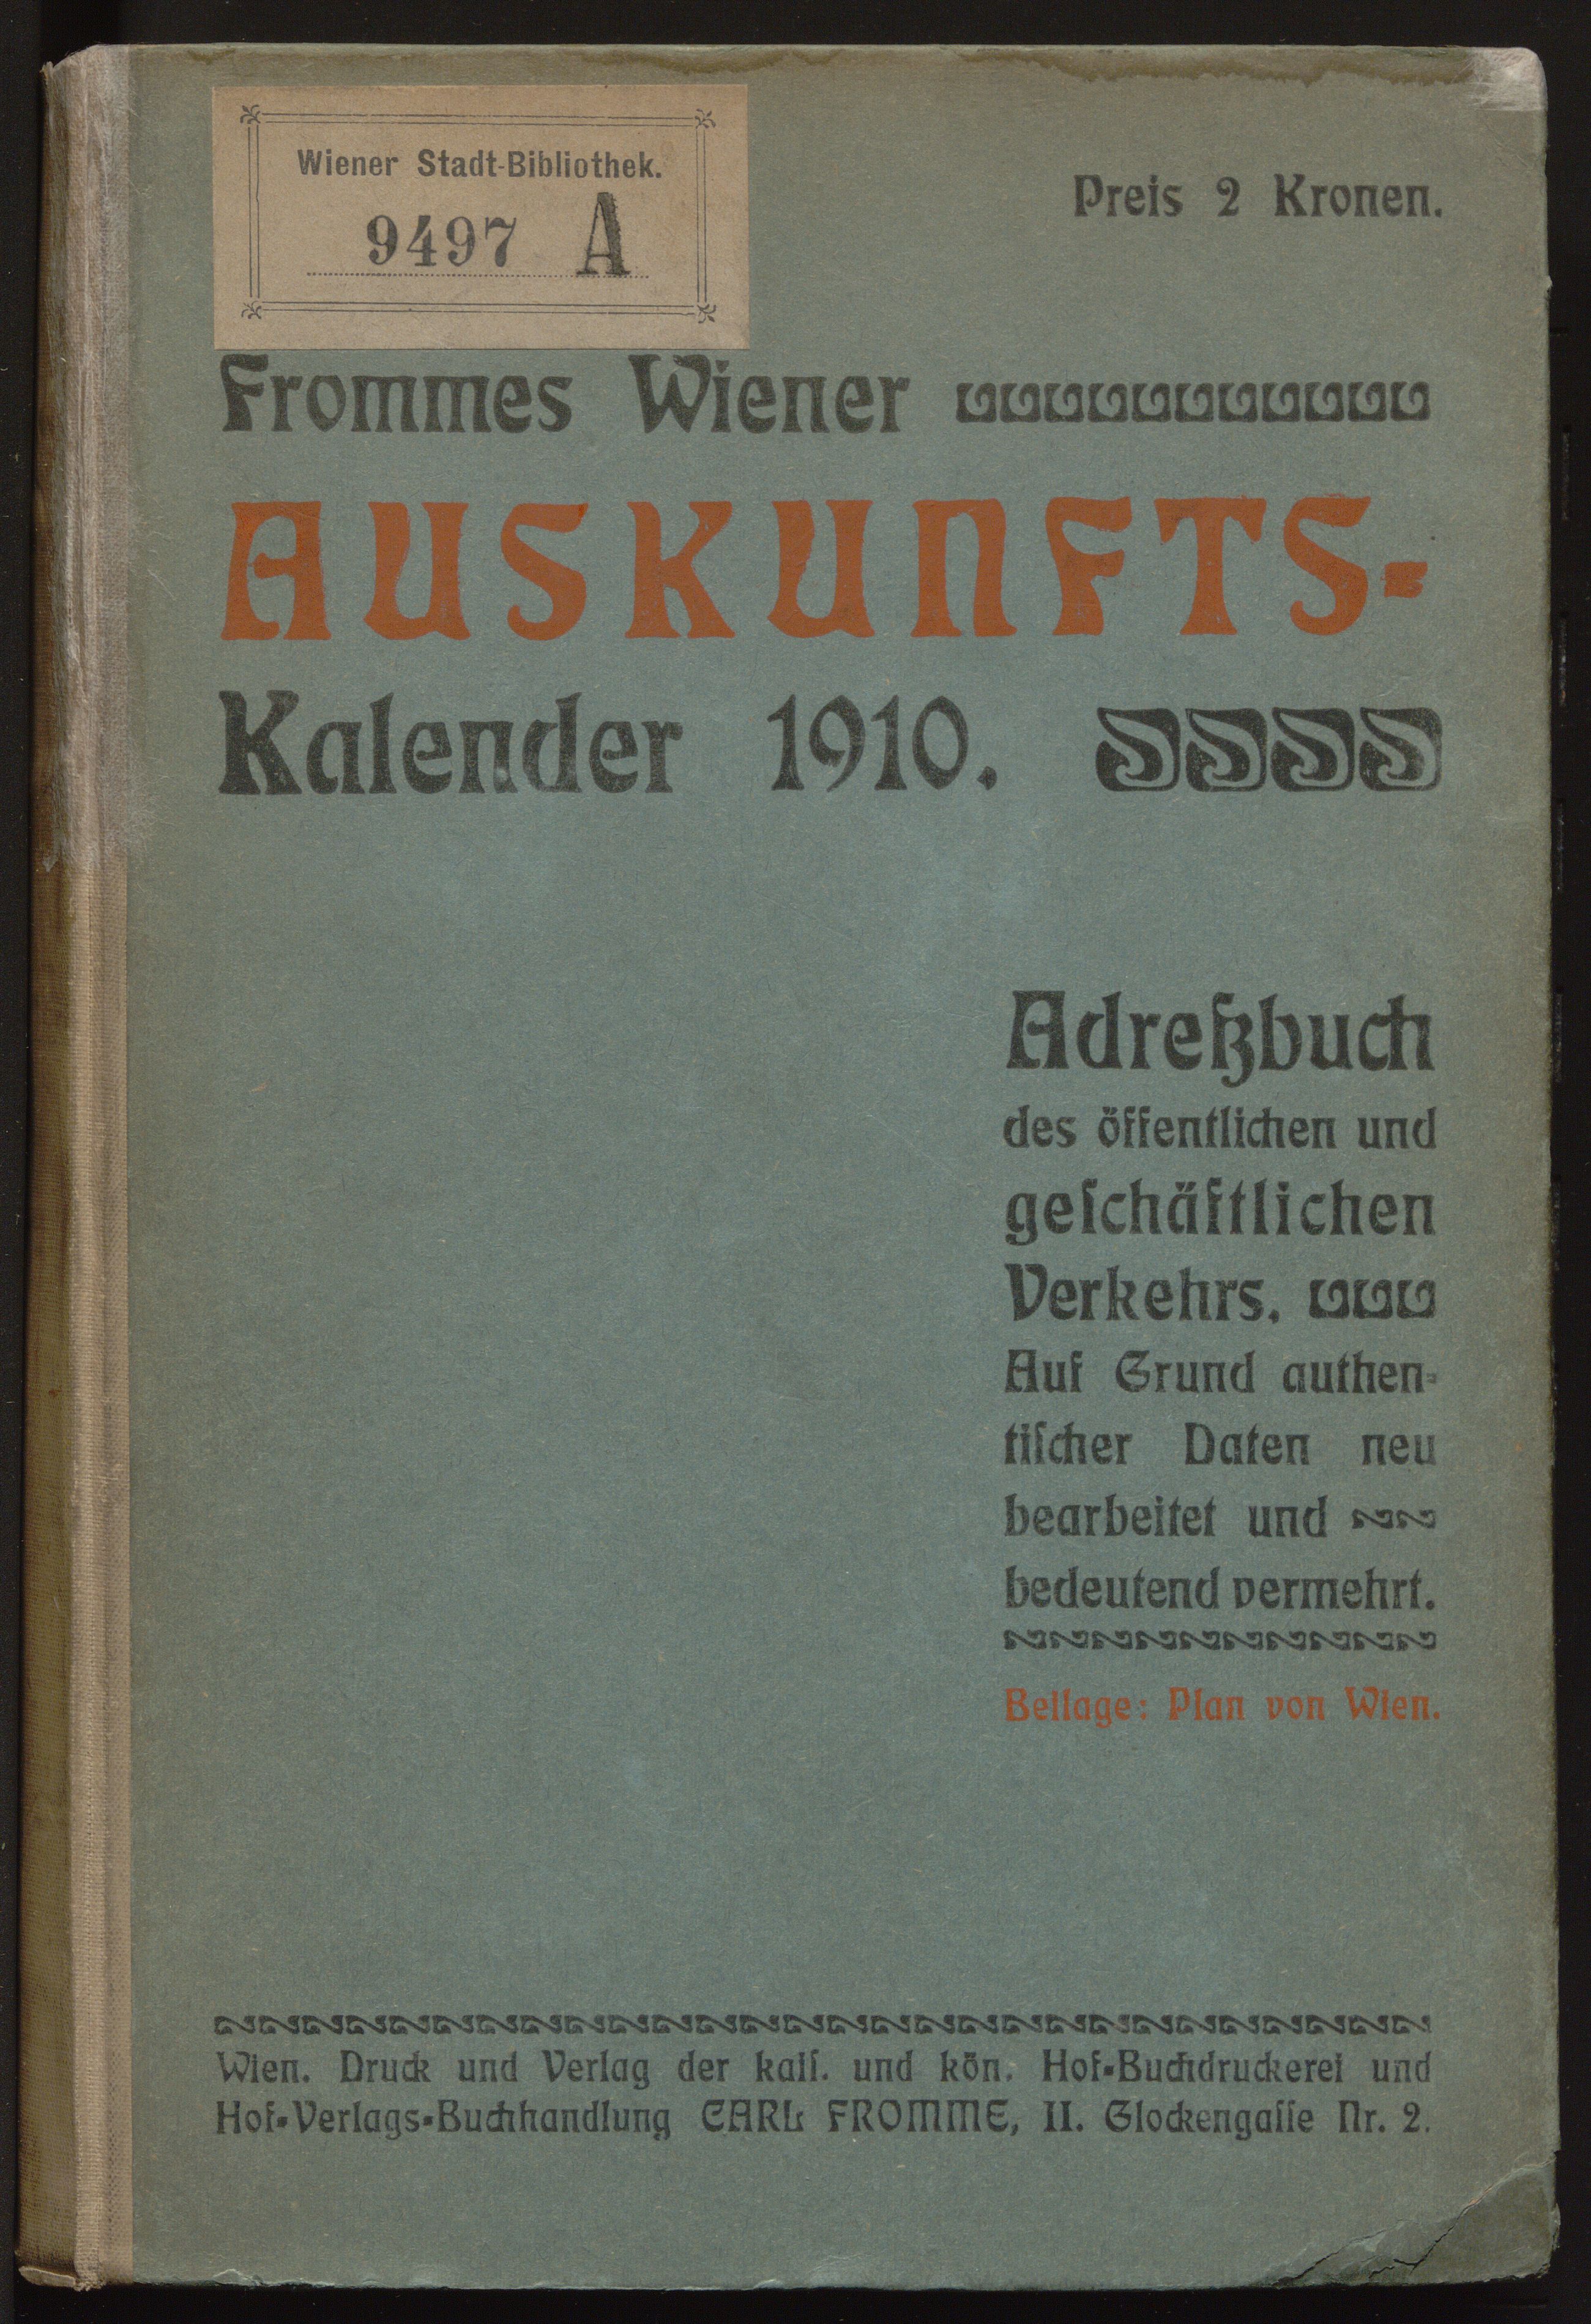 Wiener Stadt-Bibliothek.
9497 A
Preis 2 Kronen.
Frommes Wiener
AUSKUNFTS-
Kalender 1910.
Adreßbuch
des öffentlichen und
geſchäftlichen
Verkehrs.
Auf Grund authen-
tiſcher Daten neu
bearbeitet und
bedeutend vermehrt.
Beilage: Plan von Wien.
Wien. Druck und Verlag der kaiſ. und kön. Hof-Buchdruckerei und
Hof-Verlags-Buchhandlung CARL FROMME, II. Glockengaſſe Nr. 2.